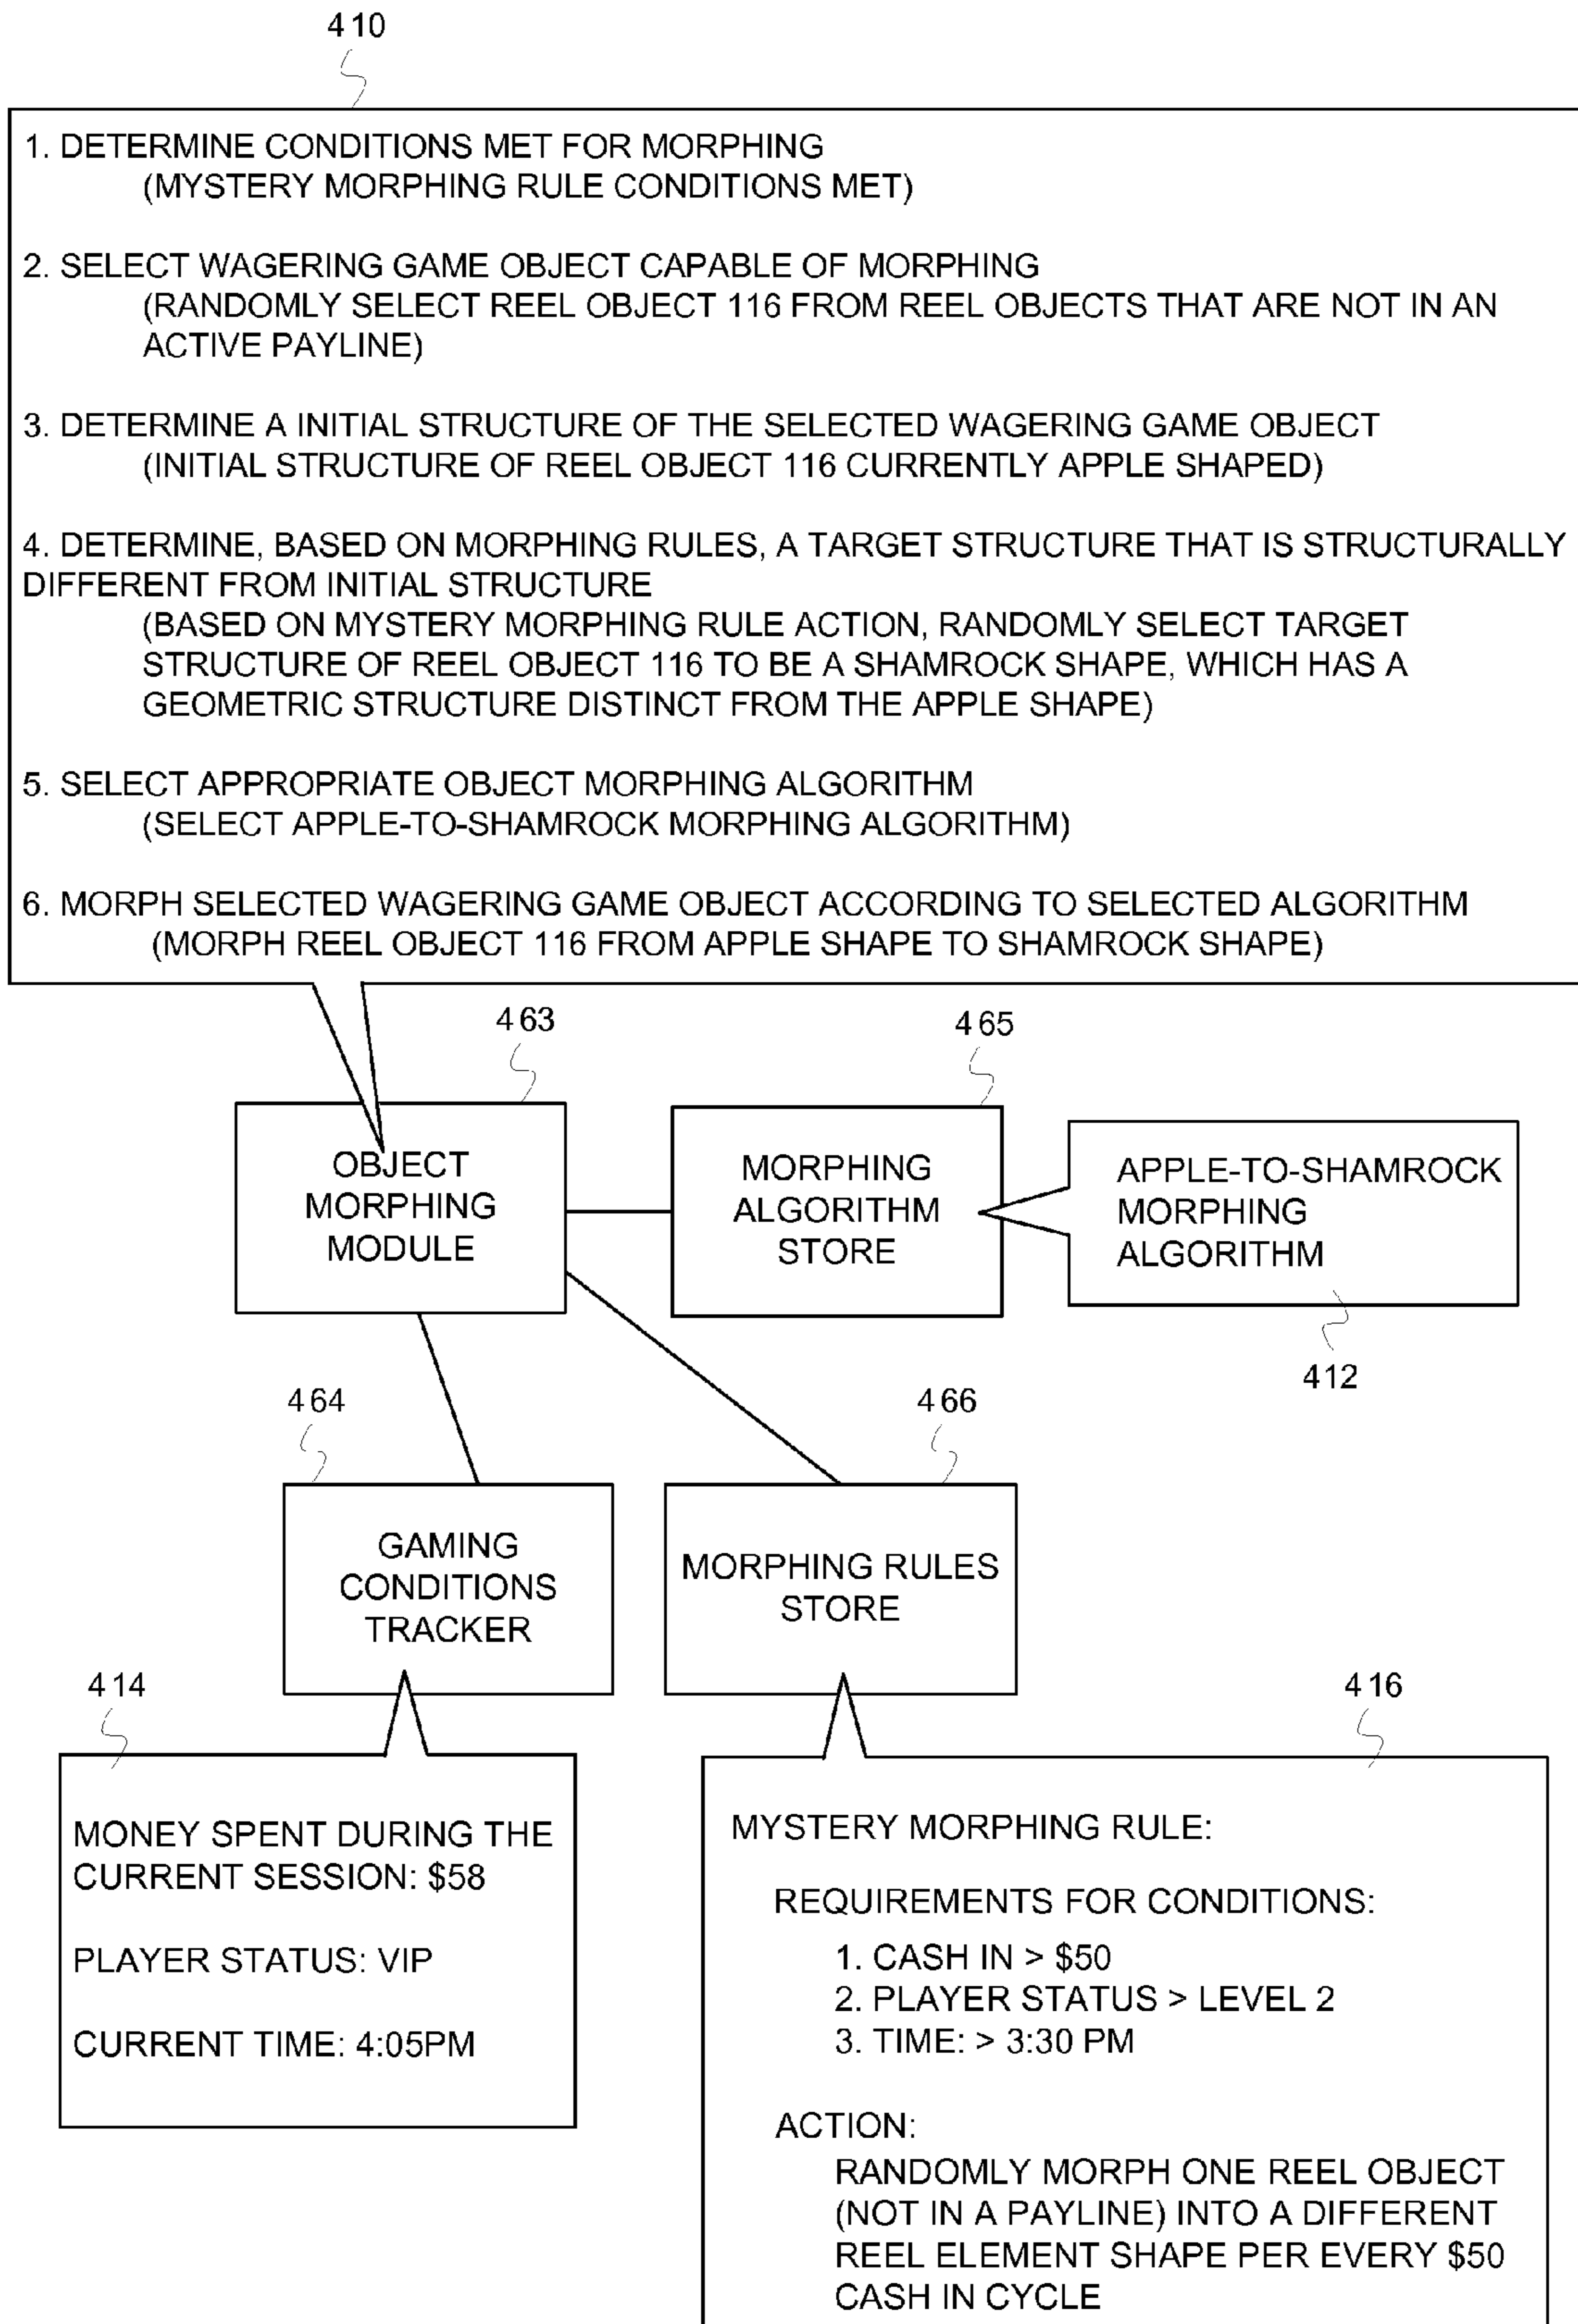 410
1. DETERMINE CONDITIONS MET FOR MORPHING
(MYSTERY MORPHING RULE CONDITIONS MET)
2. SELECT WAGERING GAME OBJECT CAPABLE OF MORPHING
(RANDOMLY SELECT REEL OBJECT 116 FROM REEL OBJECTS THAT ARE NOT IN AN
ACTIVE PAYLINE)
3. DETERMINE A INITIAL STRUCTURE OF THE SELECTED WAGERING GAME OBJECT
(INITIAL STRUCTURE OF REEL OBJECT 116 CURRENTLY APPLE SHAPED)
4. DETERMINE, BASED ON MORPHING RULES, A TARGET STRUCTURE THAT IS STRUCTURALLY
DIFFERENT FROM INITIAL STRUCTURE
(BASED ON MYSTERY MORPHING RULE ACTION, RANDOMLY SELECT TARGET
STRUCTURE OF REEL OBJECT 116 TO BE A SHAMROCK SHAPE, WHICH HAS A
GEOMETRIC STRUCTURE DISTINCT FROM THE APPLE SHAPE)
5. SELECT APPROPRIATE OBJECT MORPHING ALGORITHM
(SELECT APPLE-TO-SHAMROCK MORPHING ALGORITHM)
6. MORPH SELECTED WAGERING GAME OBJECT ACCORDING TO SELECTED ALGORITHM
(MORPH REEL OBJECT 116 FROM APPLE SHAPE TO SHAMROCK SHAPE)
463
465
OBJECT
MORPHING
MODULE
MORPHING
ALGORITHM
STORE
APPLE-TO-SHAMROCK
MORPHING
ALGORITHM
412
464
466
GAMING
CONDITIONS
TRACKER
MORPHING RULES
STORE
414
416
MONEY SPENT DURING THE
CURRENT SESSION: $58
PLAYER STATUS: VIP
CURRENT TIME: 4:05PM
MYSTERY MORPHING RULE:
REQUIREMENTS FOR CONDITIONS:
1. CASH IN > $50
2. PLAYER STATUS > LEVEL 2
3. TIME: > 3:30 PM
ACTION:
RANDOMLY MORPH ONE REEL OBJECT
(NOT IN A PAYLINE) INTO A DIFFERENT
REEL ELEMENT SHAPE PER EVERY $50
CASH IN CYCLE